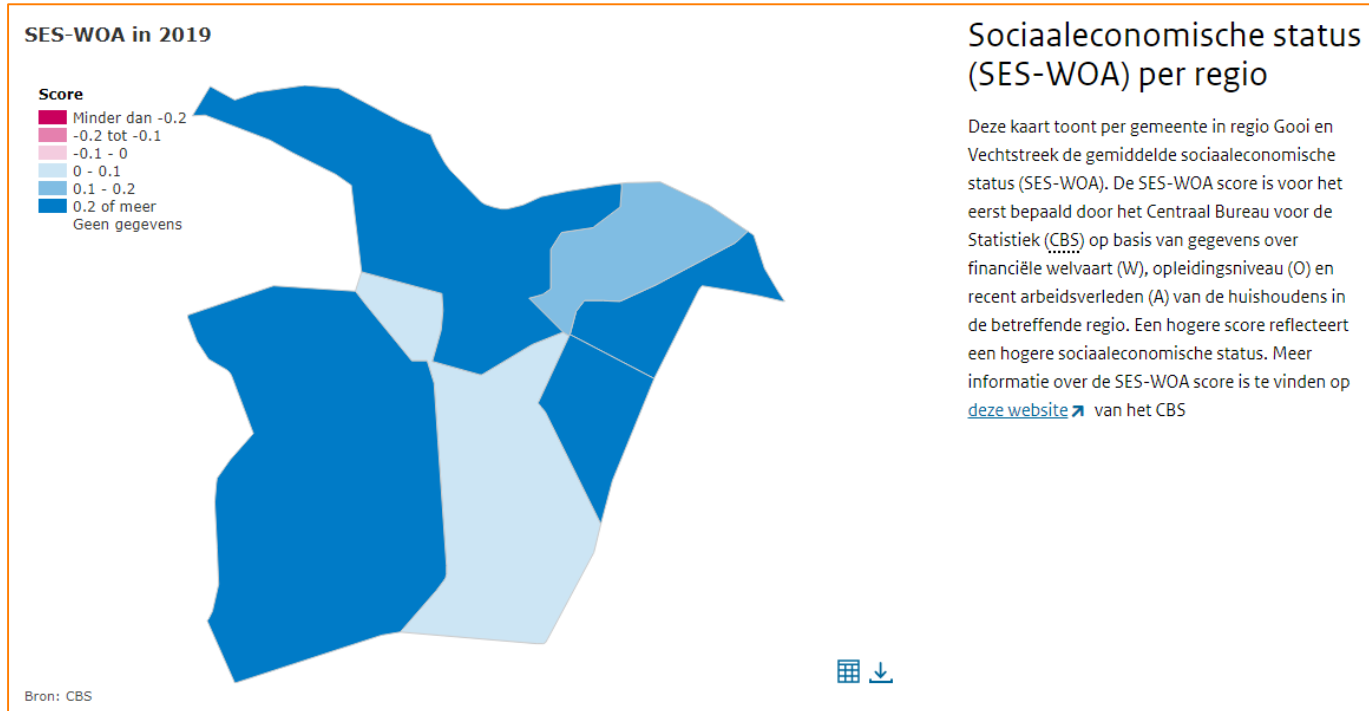 SES-WOA in 2019
Score
Minder dan -0.2
-0.2 tot -0.1
-0.1 - 0
0 - 0.1
0.1 - 0.2
0.2 of meer
Geen gegevens
Bron: CBS
Sociaaleconomische status
(SES-WOA) per regio
Deze kaart toont per gemeente in regio Gooi en
Vechtstreek de gemiddelde sociaaleconomische
status (SES-WOA). De SES-WOA score is voor het
eerst bepaald door het Centraal Bureau voor de
Statistiek (CBS) op basis van gegevens over
financiële welvaart (W), opleidingsniveau (O) en
recent arbeidsverleden (A) van de huishoudens in
de betreffende regio. Een hogere score reflecteert
een hogere sociaaleconomische status. Meer
informatie over de SES-WOA score is te vinden op
deze website van het CBS